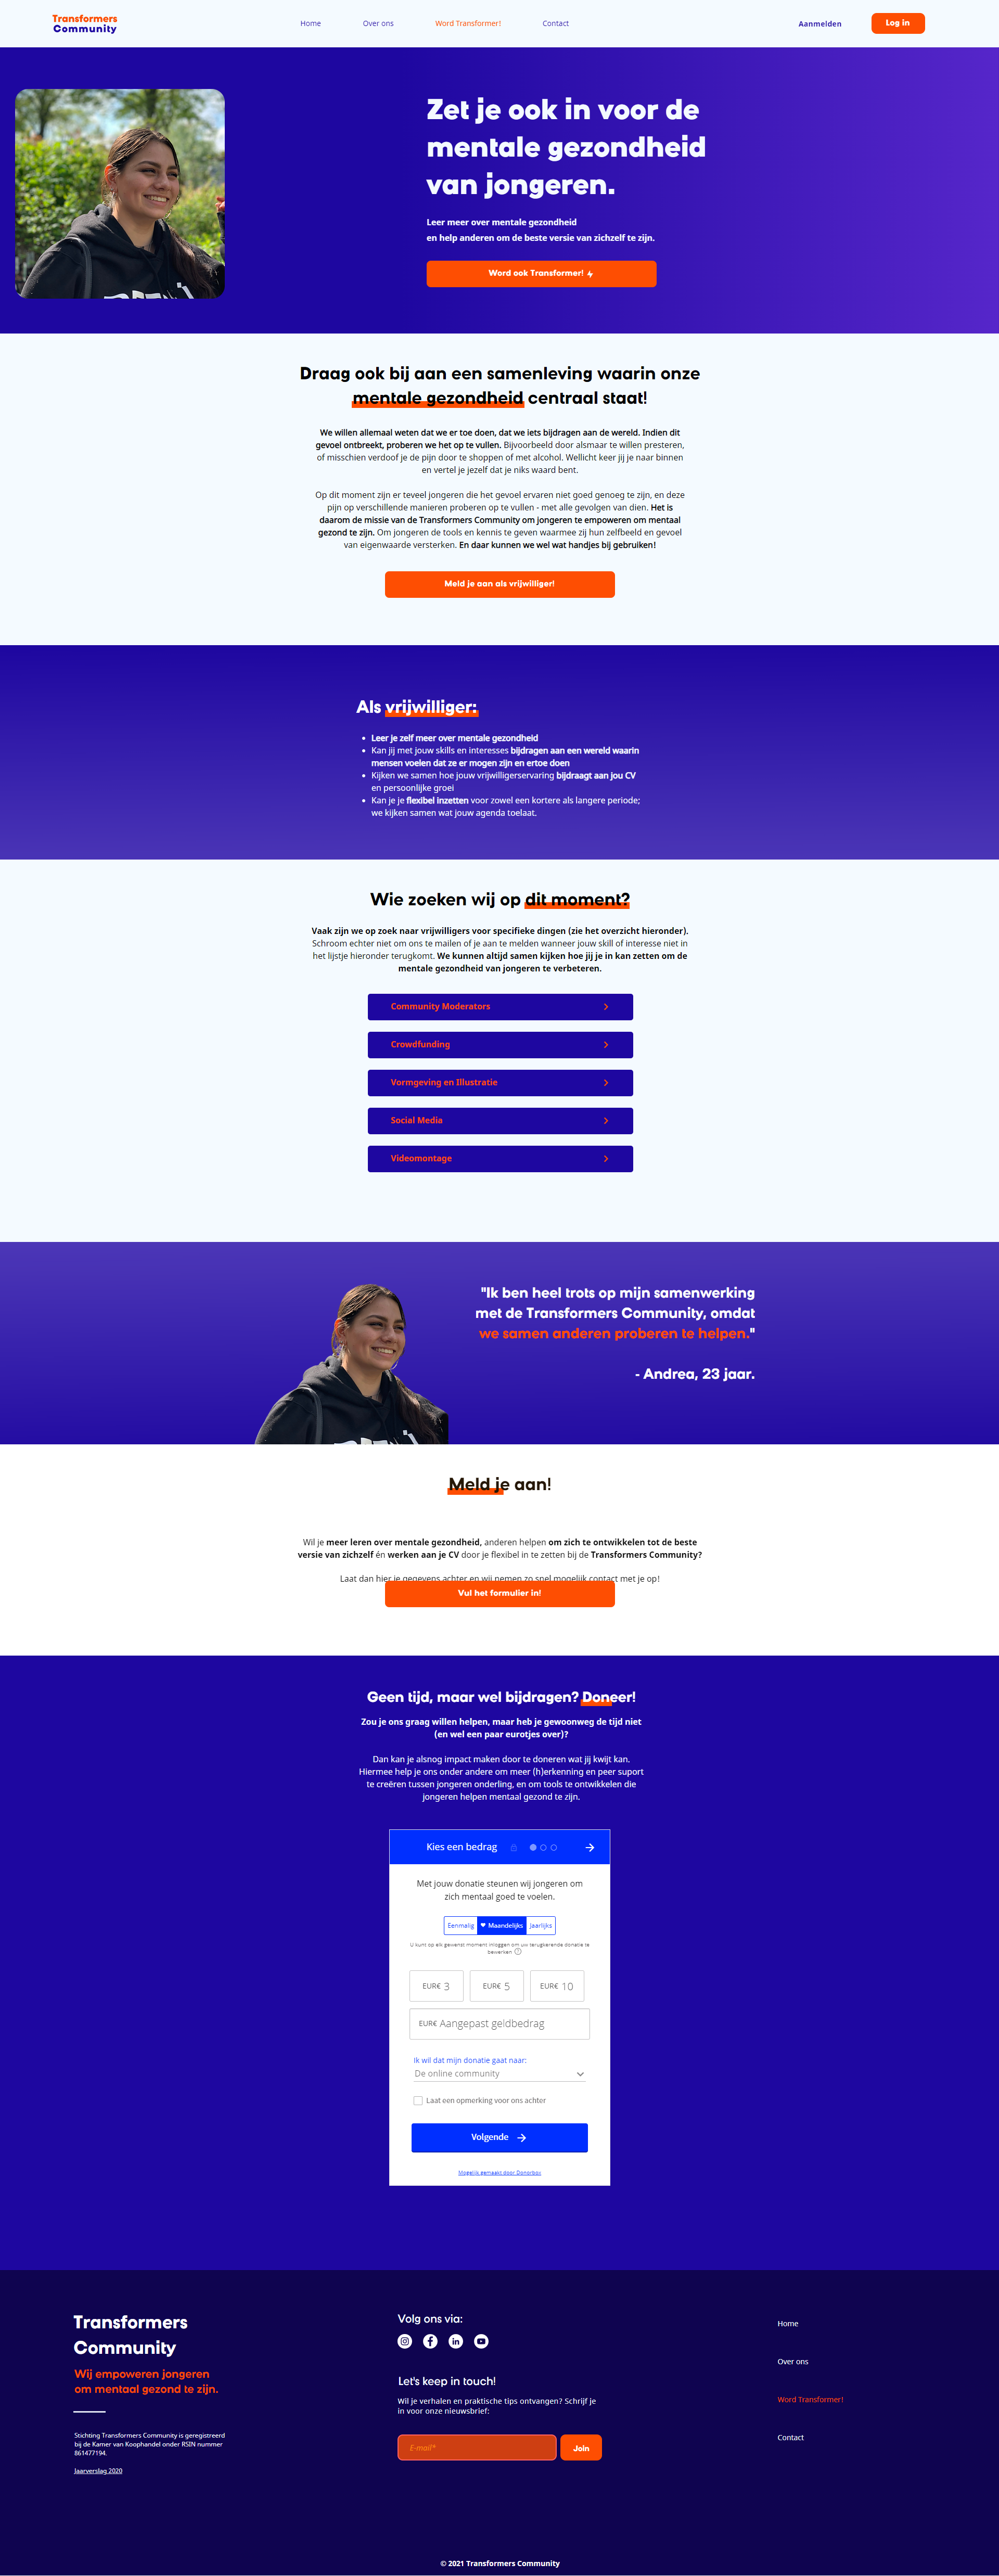 Transformers
Community
Home
Over ons
Word Transformer!
Contact
Aanmelden
Log in
Zet je ook in voor de
mentale gezondheid
van jongeren.
Leer meer over mentale gezondheid
en help anderen om de beste versie van zichzelf te zijn.
Word ook Transformer!
Draag ook bij aan een samenleving waarin onze
mentale gezondheid centraal staat!
We willen allemaal weten dat we er toe doen, dat we iets bijdragen aan de wereld. Indien dit
gevoel ontbreekt, proberen we het op te vullen. Bijvoorbeeld door alsmaar te willen presteren,
of misschien verdoof je de pijn door te shoppen of met alcohol. Wellicht keer jij je naar binnen
en vertel je jezelf dat je niks waard bent.
Op dit moment zijn er teveel jongeren die het gevoel ervaren niet goed genoeg te zijn, en deze
pijn op verschillende manieren proberen op te vullen - met alle gevolgen van dien. Het is
daarom de missie van de Transformers Community om jongeren te empoweren om mentaal
gezond te zijn. Om jongeren de tools en kennis te geven waarmee zij hun zelfbeeld en gevoel
van eigenwaarde versterken. En daar kunnen we wel wat handjes bij gebruiken!
Meld je aan als vrijwilliger!
Als vrijwilliger:
• Leer je zelf meer over mentale gezondheid
• Kan jij met jouw skills en interesses bijdragen aan een wereld waarin
mensen voelen dat ze er mogen zijn en ertoe doen
• Kijken we samen hoe jouw vrijwilligerservaring bijdraagt aan jou CV
en persoonlijke groei
• Kan je je flexibel inzetten voor zowel een kortere als langere periode;
we kijken samen wat jouw agenda toelaat.
Wie zoeken wij op dit moment?
Vaak zijn we op zoek naar vrijwilligers voor specifieke dingen (zie het overzicht hieronder).
Schroom echter niet om ons te mailen of je aan te melden wanneer jouw skill of interesse niet in
het lijstje hieronder terugkomt. We kunnen altijd samen kijken hoe jij je in kan zetten om de
mentale gezondheid van jongeren te verbeteren.
Community Moderators
Crowdfunding
Vormgeving en Illustratie
Social Media
Videomontage
"Ik ben heel trots op mijn samenwerking
met de Transformers Community, omdat
we samen anderen proberen te helpen."
- Andrea, 23 jaar.
Meld je aan!
Wil je meer leren over mentale gezondheid, anderen helpen om zich te ontwikkelen tot de beste
versie van zichzelf én werken aan je CV door je flexibel in te zetten bij de Transformers Community?
Laat dan hier je gegevens achter en wij nemen zo snel mogelijk contact met je op!
Vul het formulier in!
Geen tijd, maar wel bijdragen? Doneer!
Zou je ons graag willen helpen, maar heb je gewoonweg de tijd niet
(en wel een paar eurotjes over)?
Dan kan je alsnog impact maken door te doneren wat jij kwijt kan.
Hiermee help je ons onder andere om meer (h)erkenning en peer suport
te creëren tussen jongeren onderling, en om tools te ontwikkelen die
jongeren helpen mentaal gezond te zijn.
Kies een bedrag
Met jouw donatie steunen wij jongeren om
zich mentaal goed te voelen.
Eenmalig
Maandelijks
Jaarlijks
U kunt op elk gewenst moment inloggen om uw terugkerende donatie te
bewerken ?
EUR€ 3
EUR€ 5
EUR€ 10
EUR€ Aangepast geldbedrag
Ik wil dat mijn donatie gaat naar:
De online community
Laat een opmerking voor ons achter
Volgende
Mogelijk gemaakt door Donorbox
Transformers
Community
Wij empoweren jongeren
om mentaal gezond te zijn.
Stichting Transformers Community is geregistreerd
bij de Kamer van Koophandel onder RSIN nummer
861477194.
Jaarverslag 2020
Volg ons via:
Let's keep in touch!
Wil je verhalen en praktische tips ontvangen? Schrijf je
in voor onze nieuwsbrief:
E-mail*
Join
Home
Over ons
Word Transformer!
Contact
© 2021 Transformers Community